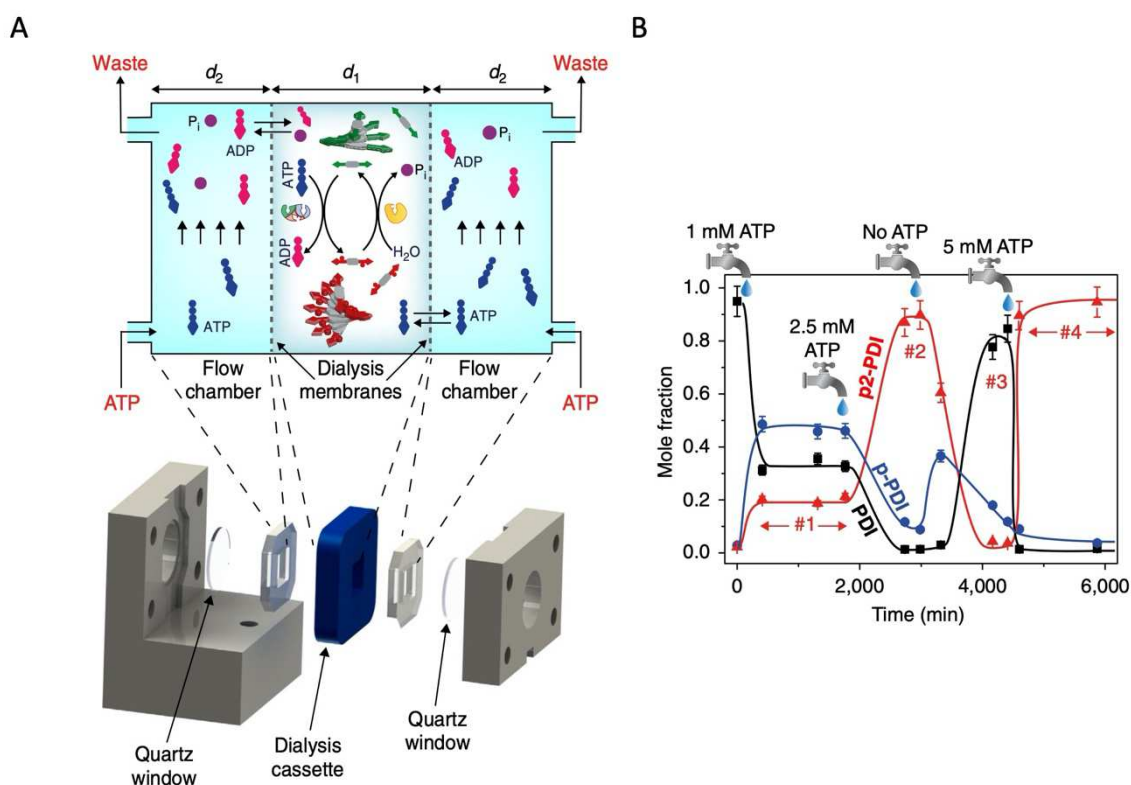 A
Waste
d2
d1
d2
Waste
Pi
ADP
ATP
Pi
Pi
ADP
ADP
H2O
ATP
ATP
ATP
Flow
chamber
Dialysis
membranes
Flow
chamber
ATP
Quartz
window
Dialysis
cassette
Quartz
window
B
1 mM ATP
No ATP
5 mM ATP
2.5 mM
ATP
1.0
0.8
0.6
0.4
0.2
0.0
Mole fraction
p2-PDI
p-PDI
PDI
#1
#2
#3
#4
0
2,000
4,000
6,000
Time (min)